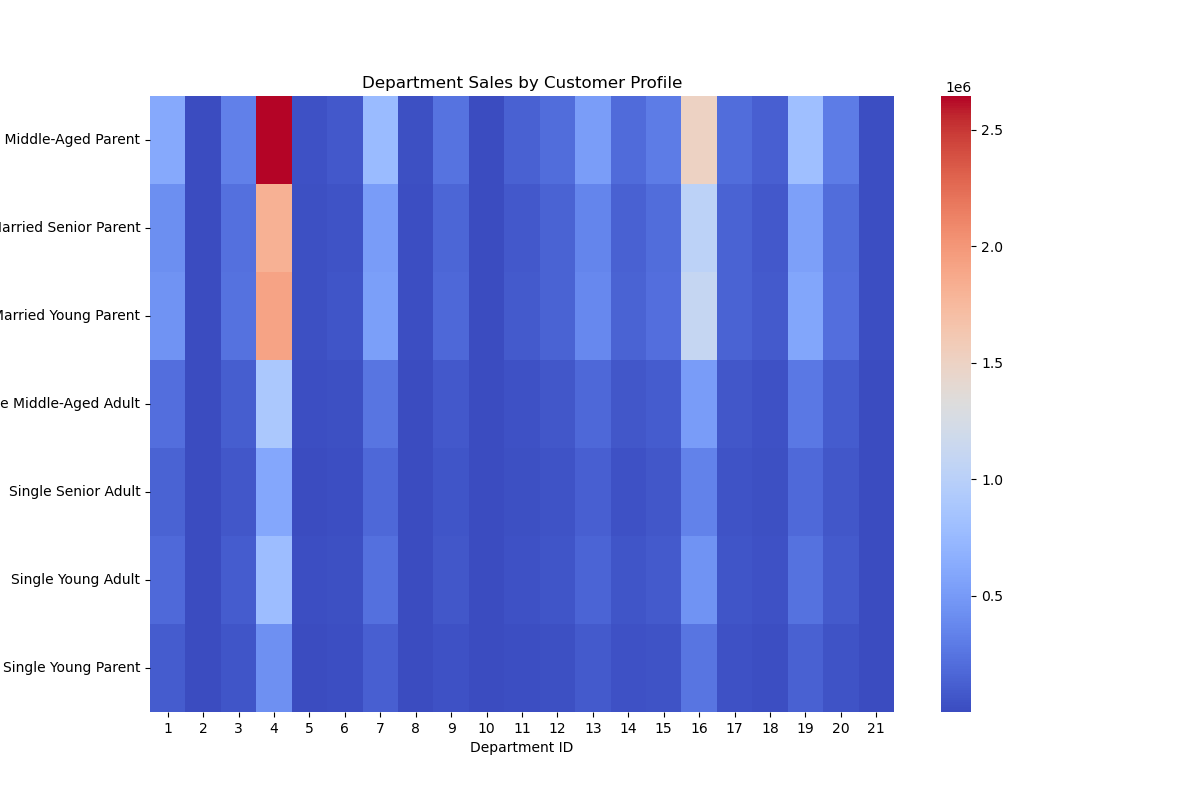 Department Sales by Customer Profile
1e6
Middle-Aged Parent
Senior Parent
Young Parent
Middle-Aged Adult
Single Senior Adult
Single Young Adult
Single Young Parent
2.5
2.0
1.5
1.0
0.5
1 2 3 4 5 6 7 8 9 10 11 12 13 14 15 16 17 18 19 20 21
Department ID